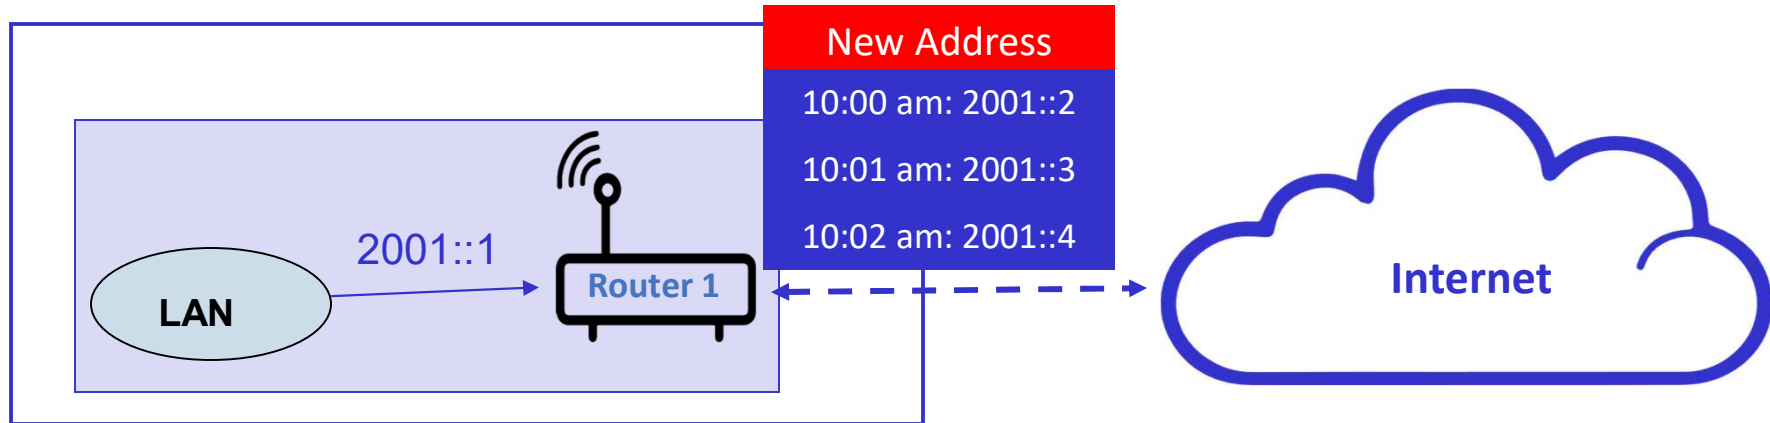 New Address
10:00 am: 2001::2
10:01 am: 2001::3
10:02 am: 2001::4
2001::1
Router 1
LAN
Internet